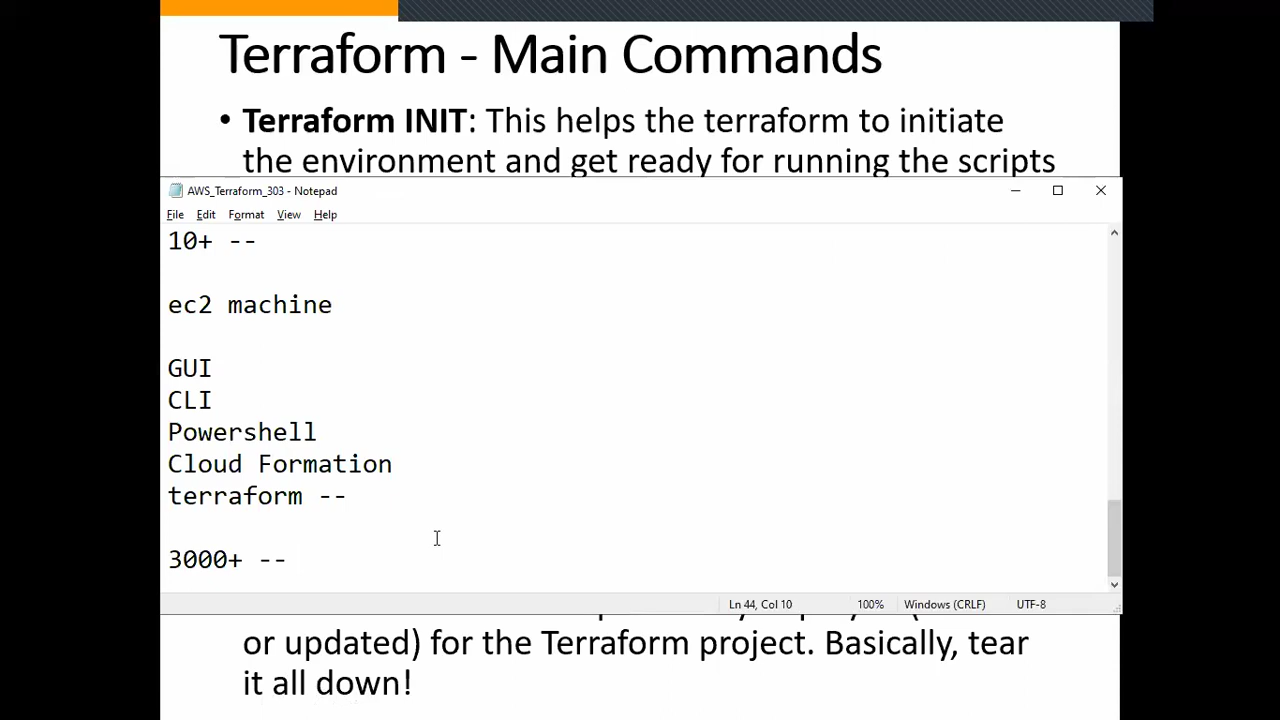 Terraform - Main Commands
• Terraform INIT: This helps the terraform to initiate
the environment and get ready for running the scripts
AWS_Terraform_303 - Notepad
File Edit Format View Help
10+ --
ec2 machine
GUI
CLI
Powershell
Cloud Formation
terraform --
3000+ --
Ln 44, Col 10 100% Windows (CRLF) UTF-8
or updated) for the Terraform project. Basically, tear
it all down!